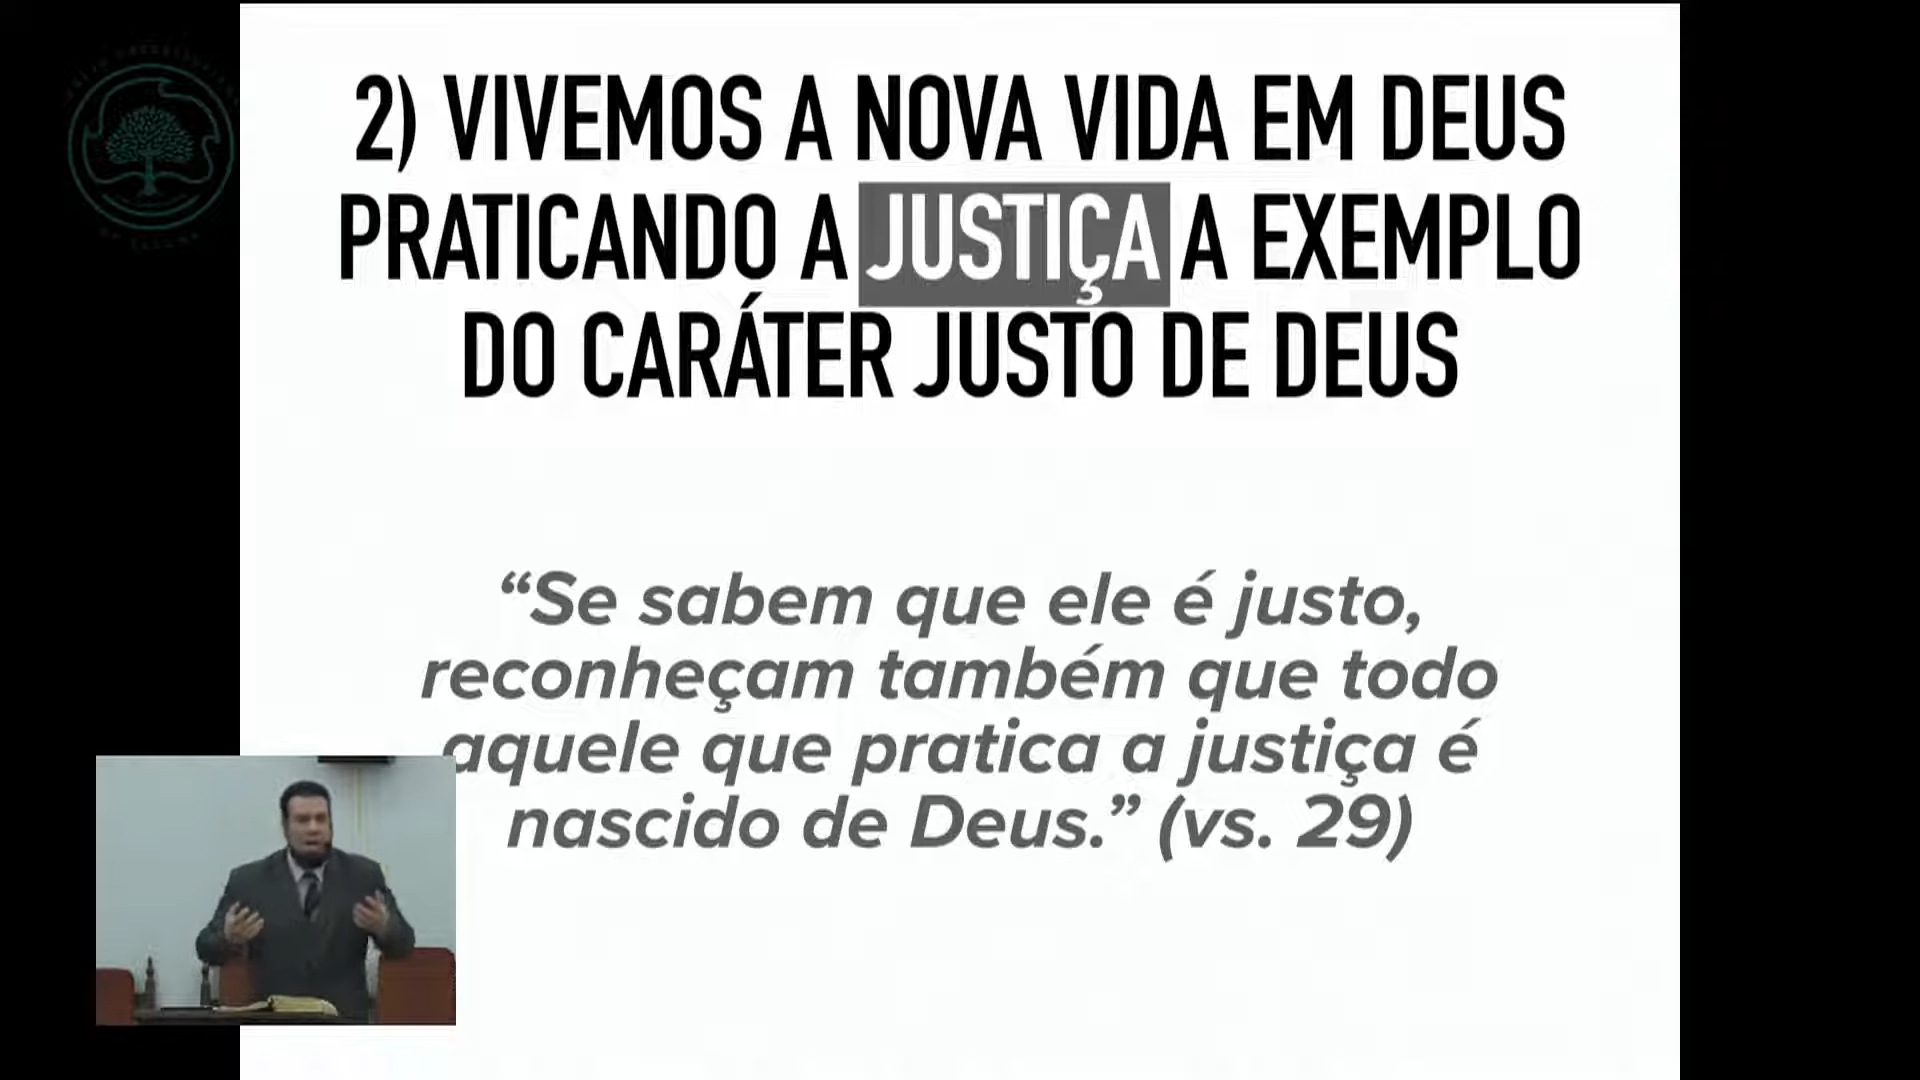 2) VIVEMOS A NOVA VIDA EM DEUS
PRATICANDO A JUSTIÇA A EXEMPLO
DO CARÁTER JUSTO DE DEUS
“Se sabem que ele é justo,
reconheçam também que todo
aquele que pratica a justiça é
nascido de Deus.” (vs. 29)